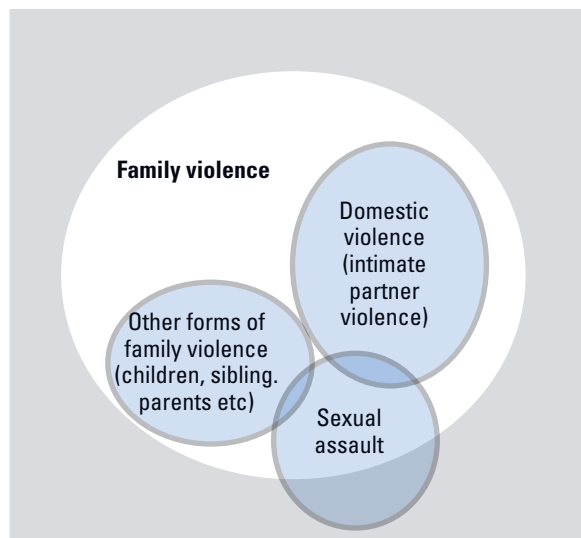 Family violence
Domestic
violence
(intimate
partner
violence)
Other forms of
family violence
(children, sibling.
parents etc)
Sexual
assault